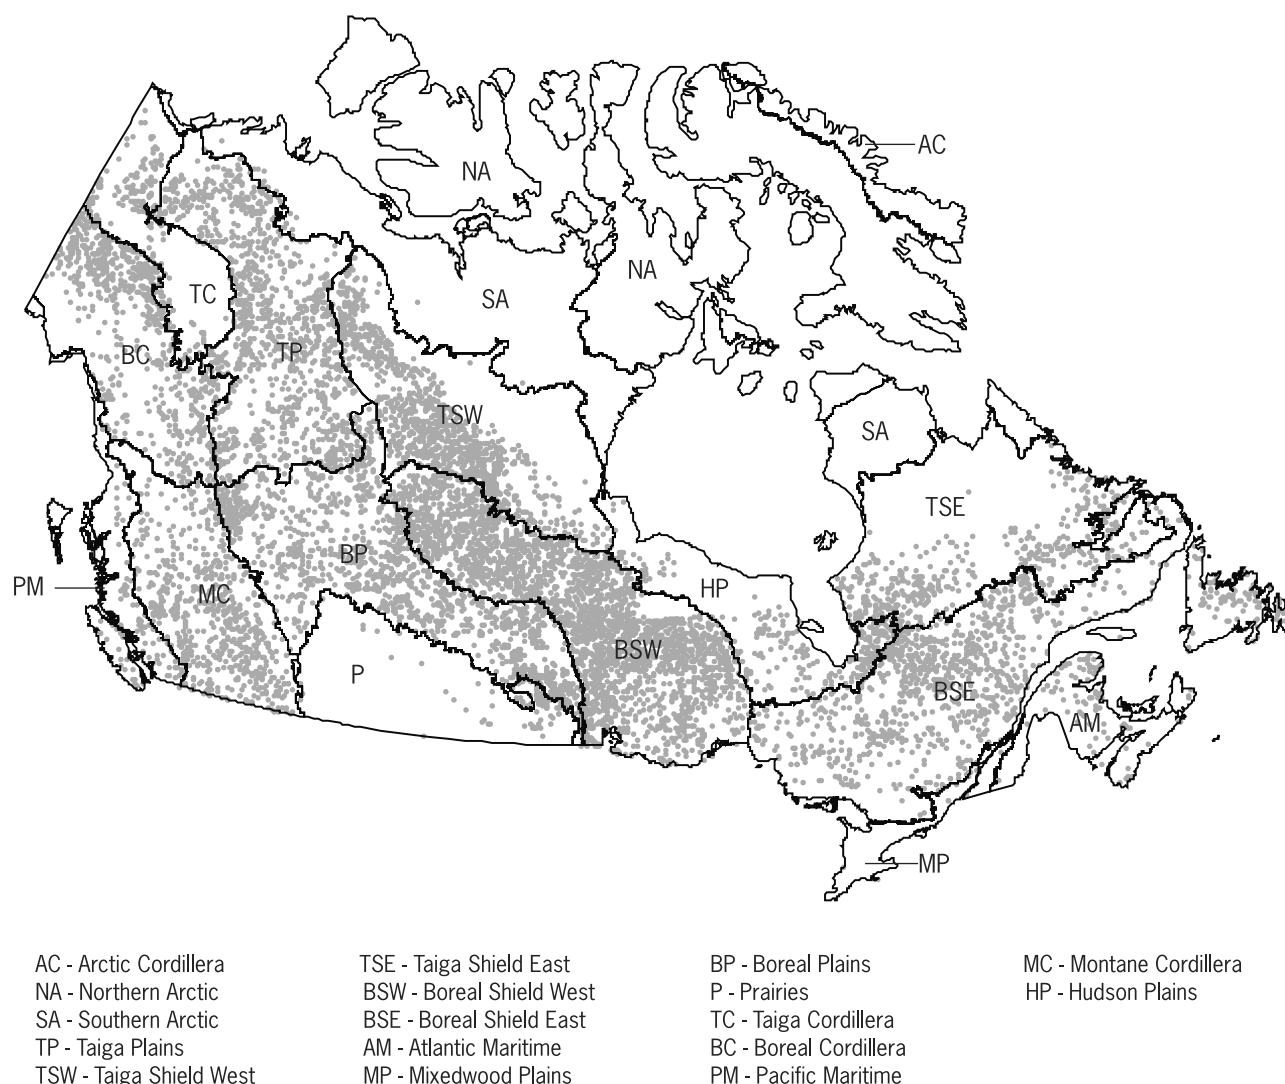 AC
NA
NA
SA
TC
BC
TP
TSW
SA
TSE
BP
HP
PM
MC
BSW
P
BSE
AM
MP
AC - Arctic Cordillera
NA - Northern Arctic
SA - Southern Arctic
TP - Taiga Plains
TSW - Taiga Shield West
TSE - Taiga Shield East
BSW - Boreal Shield West
BSE - Boreal Shield East
AM - Atlantic Maritime
MP - Mixedwood Plains
BP - Boreal Plains
P - Prairies
TC - Taiga Cordillera
BC - Boreal Cordillera
PM - Pacific Maritime
MC - Montane Cordillera
HP - Hudson Plains